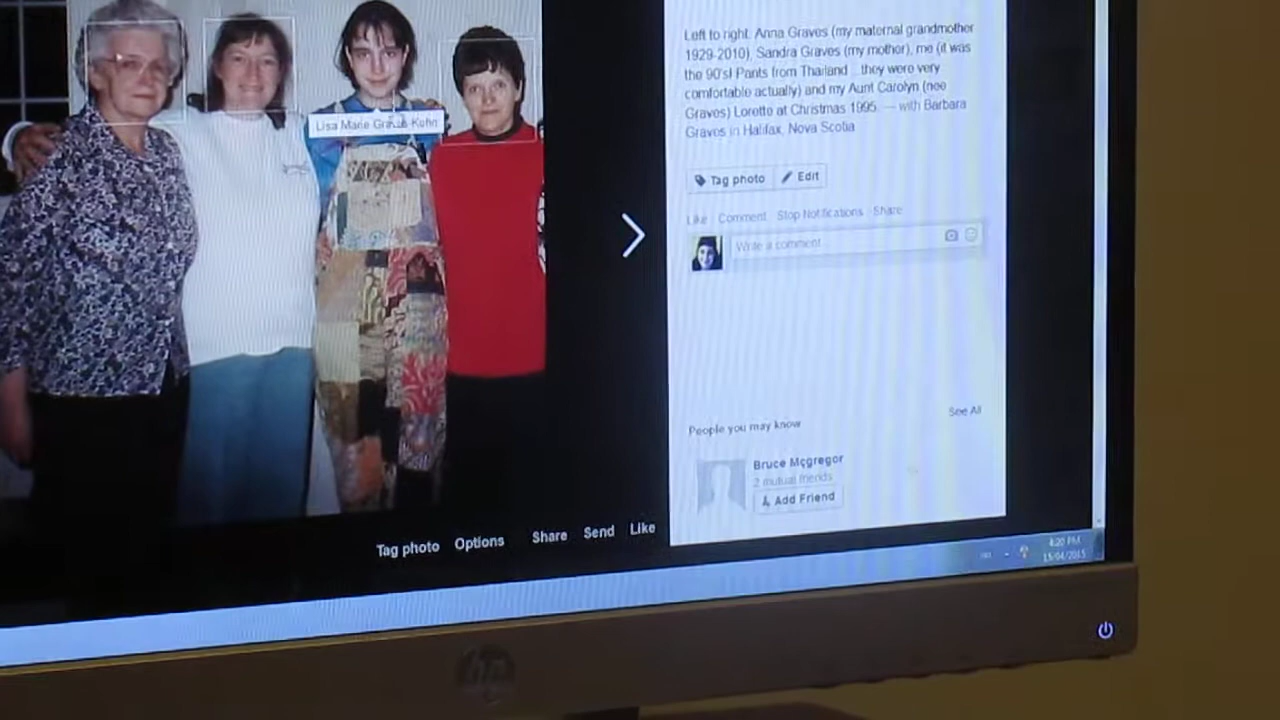 Left to right: Anna Graves (my maternal grandmother
1929-2010), Sandra Graves (my mother), me (it was
the 90's! Pants from Thailand ...they were very
comfortable actually) and my Aunt Carolyn (nee
Graves) Lorette at Christmas 1995. — with Barbara
Graves in Halifax, Nova Scotia
Lisa Marie Graves Kuhn
Tag photo
Edit
Like Comment Stop Notifications Share
Write a comment...
People you may know
See All
Bruce Mcgregor
2 mutual friends
Add Friend
Tag photo Options Share Send Like
4:20 PM
15/04/2015
hp